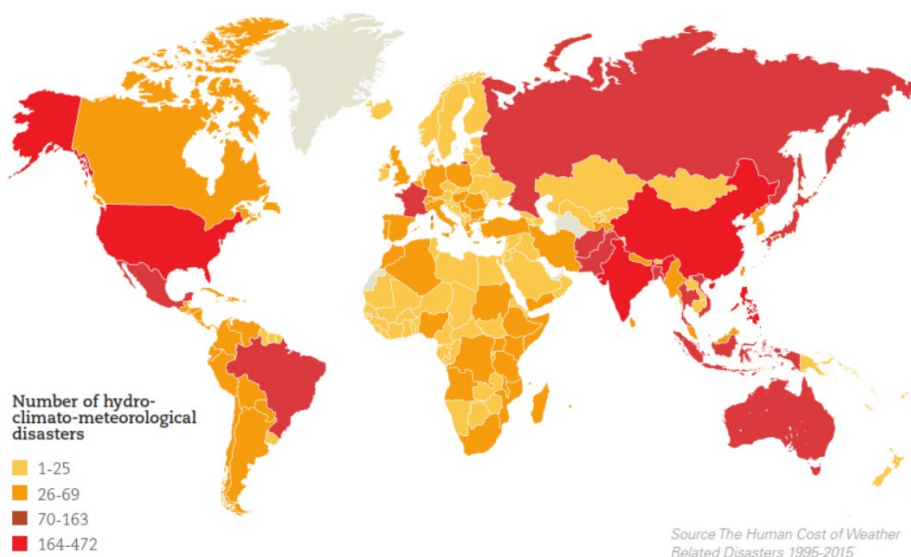 Number of hydro-
climato-meteorological
disasters
1-25
26-69
70-163
164-472
Source The Human Cost of Weather
Related Disasters 1995-2015